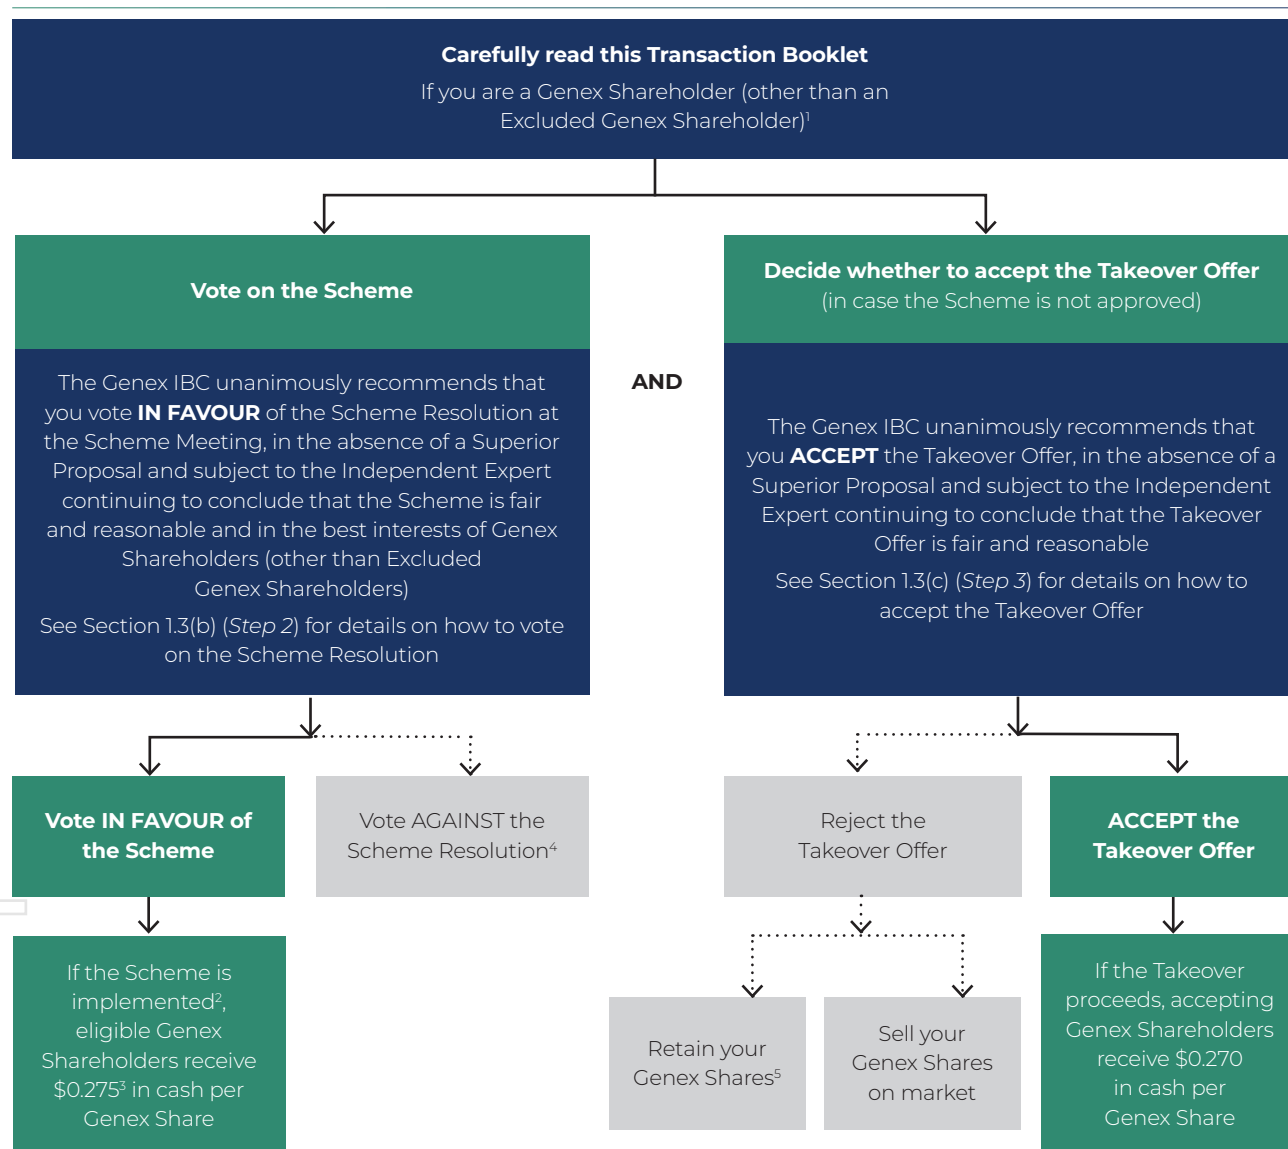 Carefully read this Transaction Booklet
If you are a Genex Shareholder (other than an
Excluded Genex Shareholder)¹
Vote on the Scheme
The Genex IBC unanimously recommends that
you vote IN FAVOUR of the Scheme Resolution at
the Scheme Meeting, in the absence of a Superior
Proposal and subject to the Independent Expert
continuing to conclude that the Scheme is fair
and reasonable and in the best interests of Genex
Shareholders (other than Excluded
Genex Shareholders)
See Section 1.3(b) (Step 2) for details on how to vote
on the Scheme Resolution
AND
Decide whether to accept the Takeover Offer
(in case the Scheme is not approved)
The Genex IBC unanimously recommends that
you ACCEPT the Takeover Offer, in the absence of a
Superior Proposal and subject to the Independent
Expert continuing to conclude that the Takeover
Offer is fair and reasonable
See Section 1.3(c) (Step 3) for details on how to
accept the Takeover Offer
Vote IN FAVOUR of
the Scheme
Vote AGAINST the
Scheme Resolution⁴
Reject the
Takeover Offer
ACCEPT the
Takeover Offer
If the Scheme is
implemented²,
eligible Genex
Shareholders receive
$0.275³ in cash per
Genex Share
Retain your
Genex Shares⁵
Sell your
Genex Shares
on market
If the Takeover
proceeds, accepting
Genex Shareholders
receive $0.270
in cash per
Genex Share